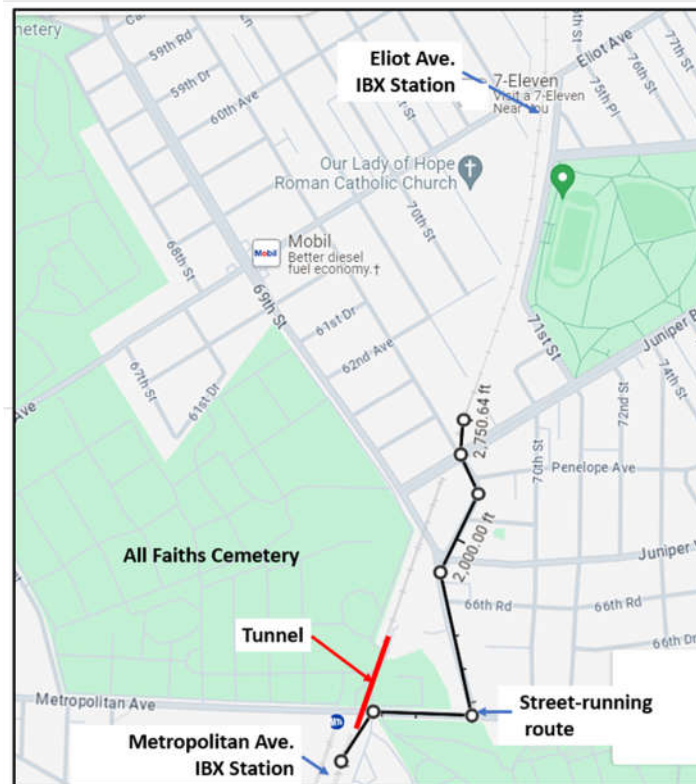 metery
59th Rd
59th Dr
60th Ave
Eliot Ave.
IBX Station
7-Eleven
Visit a 7-Eleven
Near You
Eliot Ave
75th Pl
76th St
77th St
Our Lady of Hope
Roman Catholic Church
70th St
68th St
Mobil
Mobil
Better diesel
fuel economy.†
69th St
61st Dr
62nd Ave
67th St
61st Dr
Ave
71st St
Juniper B
74th St
72nd St
70th St
2,750.64 ft
Penelope Ave
2,000.00 ft
All Faiths Cemetery
Juniper
66th Rd
66th Rd
66th Dr
Tunnel
Metropolitan Ave
Street-running
route
Metropolitan Ave.
IBX Station